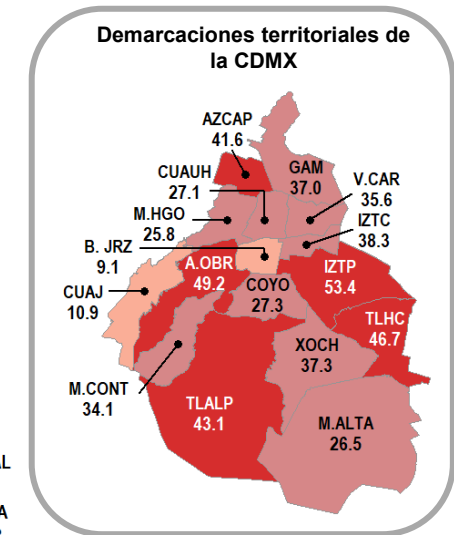 Demarcaciones territoriales de
la CDMX
AZCAP
41.6
CUAUH
27.1
GAM
37.0
V.CAR
35.6
M.HGO
25.8
IZTC
38.3
B. JRZ
9.1
A.OBR
49.2
IZTP
53.4
CUAJ
10.9
COYO
27.3
TLHC
46.7
XOCH
37.3
M.CONT
34.1
TLALP
43.1
M.ALTA
26.5
AL
A